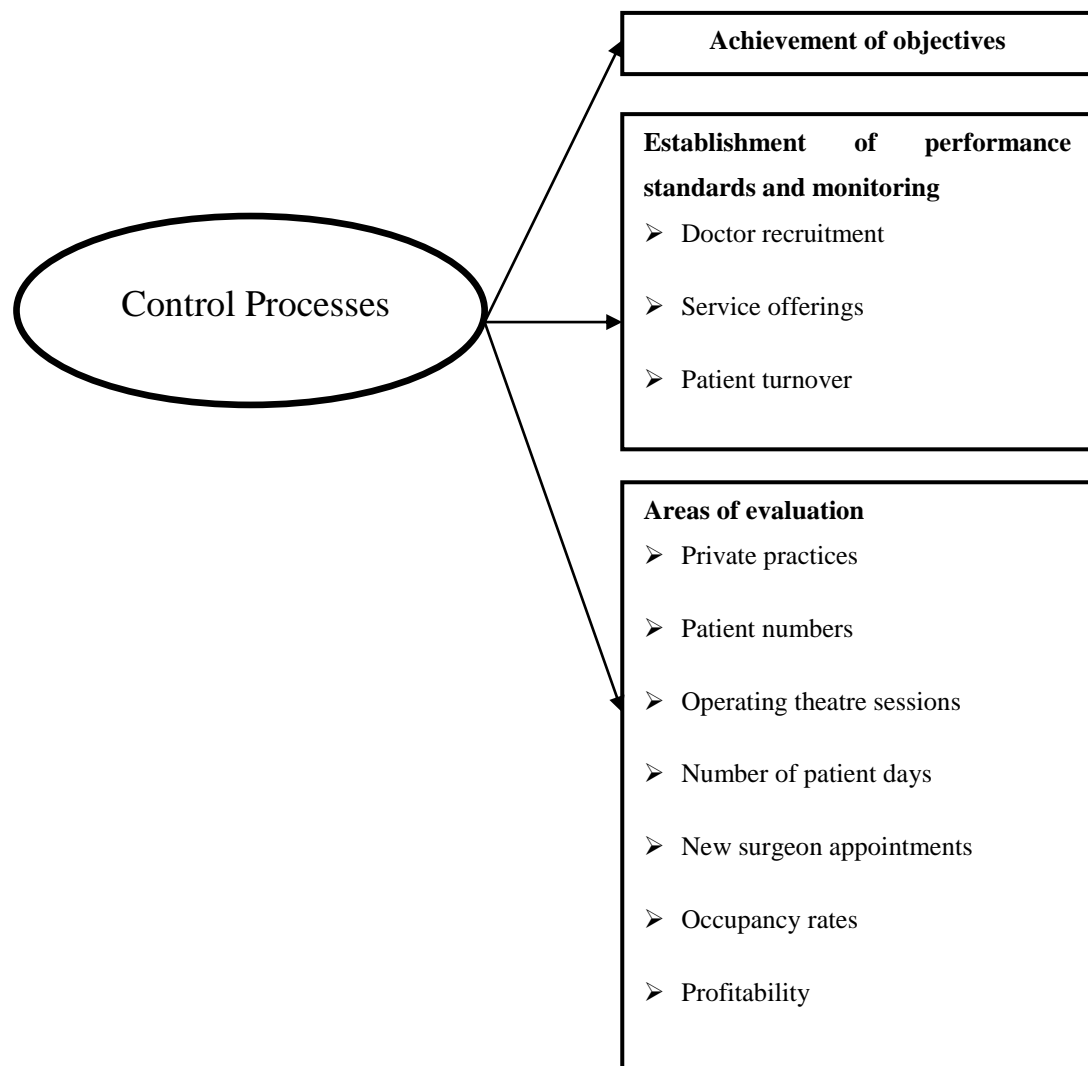 Achievement of objectives
Establishment of performance
standards and monitoring
➢ Doctor recruitment
➢ Service offerings
➢ Patient turnover
Control Processes
Areas of evaluation
➢ Private practices
➢ Patient numbers
➢ Operating theatre sessions
➢ Number of patient days
➢ New surgeon appointments
➢ Occupancy rates
➢ Profitability